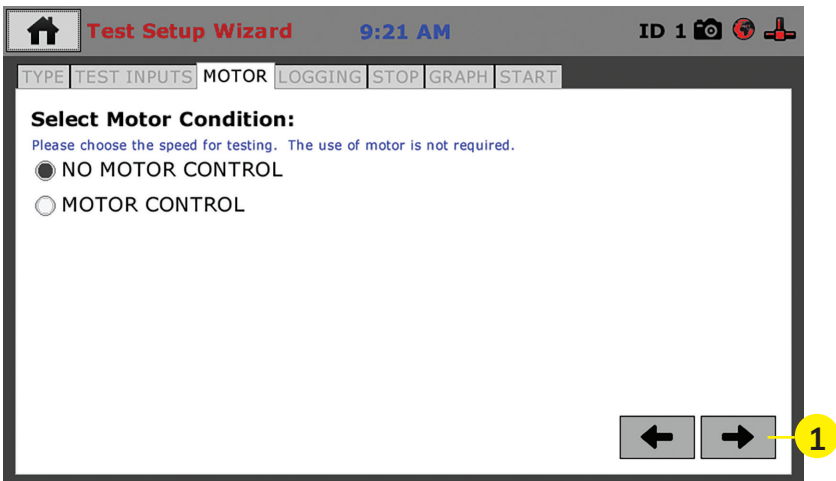 Test Setup Wizard 9:21 AM ID 1
TYPE TEST INPUTS MOTOR LOGGING STOP GRAPH START
Select Motor Condition:
Please choose the speed for testing. The use of motor is not required.
NO MOTOR CONTROL
MOTOR CONTROL
1